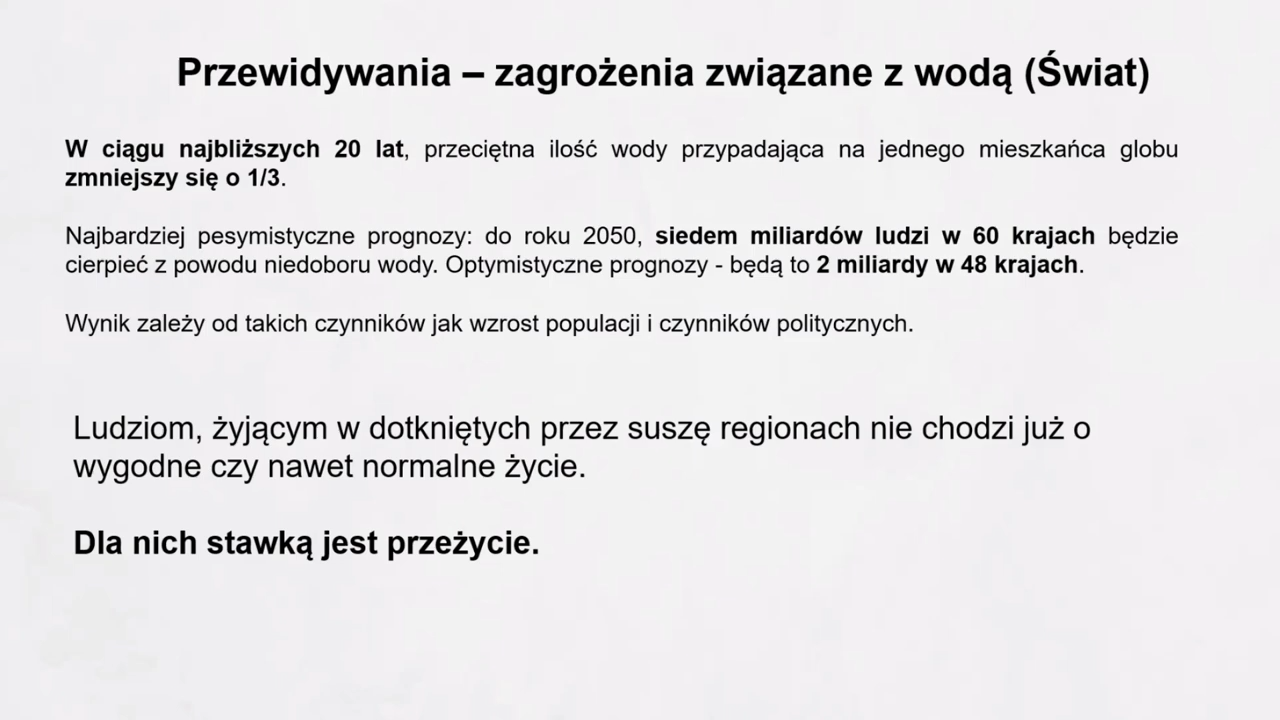 Przewidywania – zagrożenia związane z wodą (Świat)
W ciągu najbliższych 20 lat, przeciętna ilość wody przypadająca na jednego mieszkańca globu
zmniejszy się o 1/3.
Najbardziej pesymistyczne prognozy: do roku 2050, siedem miliardów ludzi w 60 krajach będzie
cierpieć z powodu niedoboru wody. Optymistyczne prognozy - będą to 2 miliardy w 48 krajach.
Wynik zależy od takich czynników jak wzrost populacji i czynników politycznych.
Ludziom, żyjącym w dotkniętych przez suszę regionach nie chodzi już o
wygodne czy nawet normalne życie.
Dla nich stawką jest przeżycie.